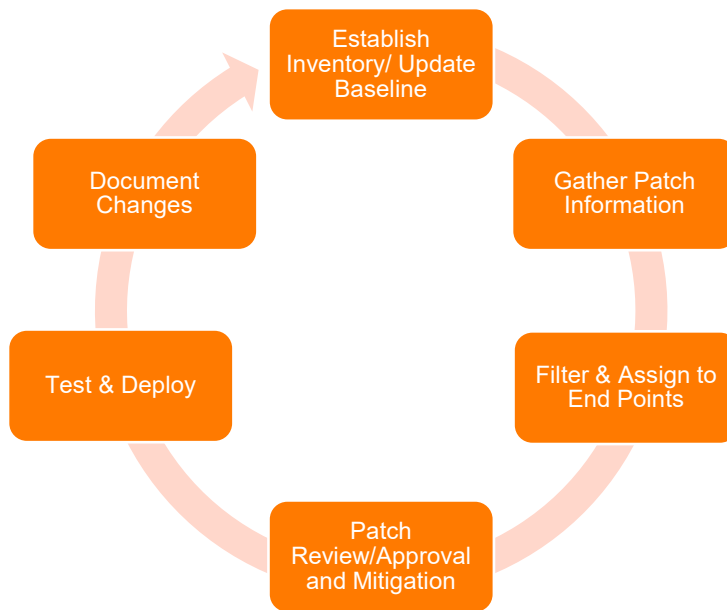 Establish
Inventory/ Update
Baseline
Gather Patch
Information
Filter & Assign to
End Points
Patch
Review/Approval
and Mitigation
Test & Deploy
Document
Changes